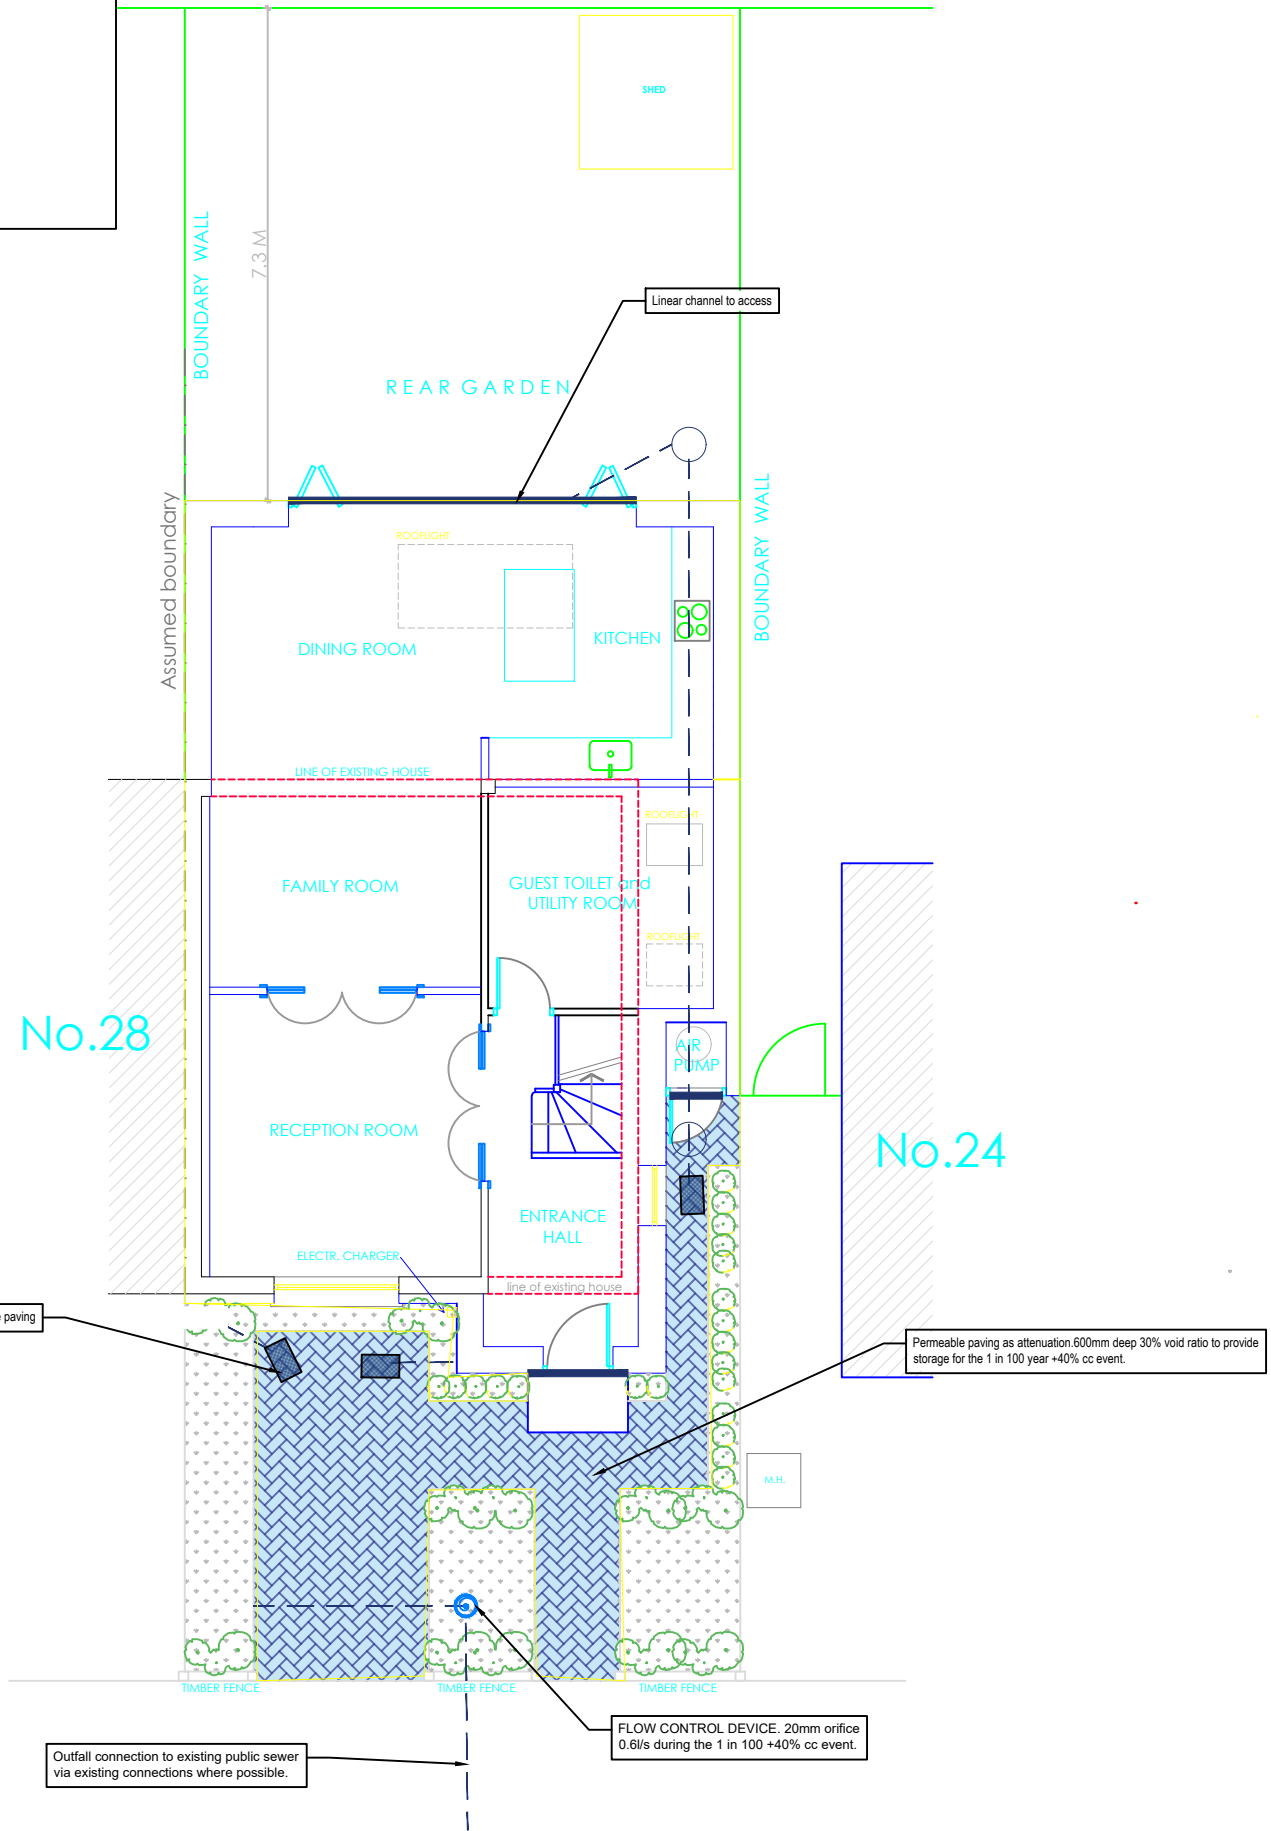 SHED
BOUNDARY WALL
7.3 M
Linear channel to access
REAR GARDEN
Assumed boundary
BOUNDARY WALL
ROOFLIGHT
DINING ROOM
KITCHEN
LINE OF EXISTING HOUSE
ROOFLIGHT
FAMILY ROOM
GUEST TOILET and
UTILITY ROOM
ROOFLIGHT
No.28
AIR
PUMP
RECEPTION ROOM
No.24
ENTRANCE
HALL
ELECTR. CHARGER
line of existing house
paving
Permeable paving as attenuation.600mm deep 30% void ratio to provide
storage for the 1 in 100 year +40% cc event.
M.H.
TIMBER FENCE
TIMBER FENCE
TIMBER FENCE
FLOW CONTROL DEVICE. 20mm orifice
0.6l/s during the 1 in 100 +40% cc event.
Outfall connection to existing public sewer
via existing connections where possible.